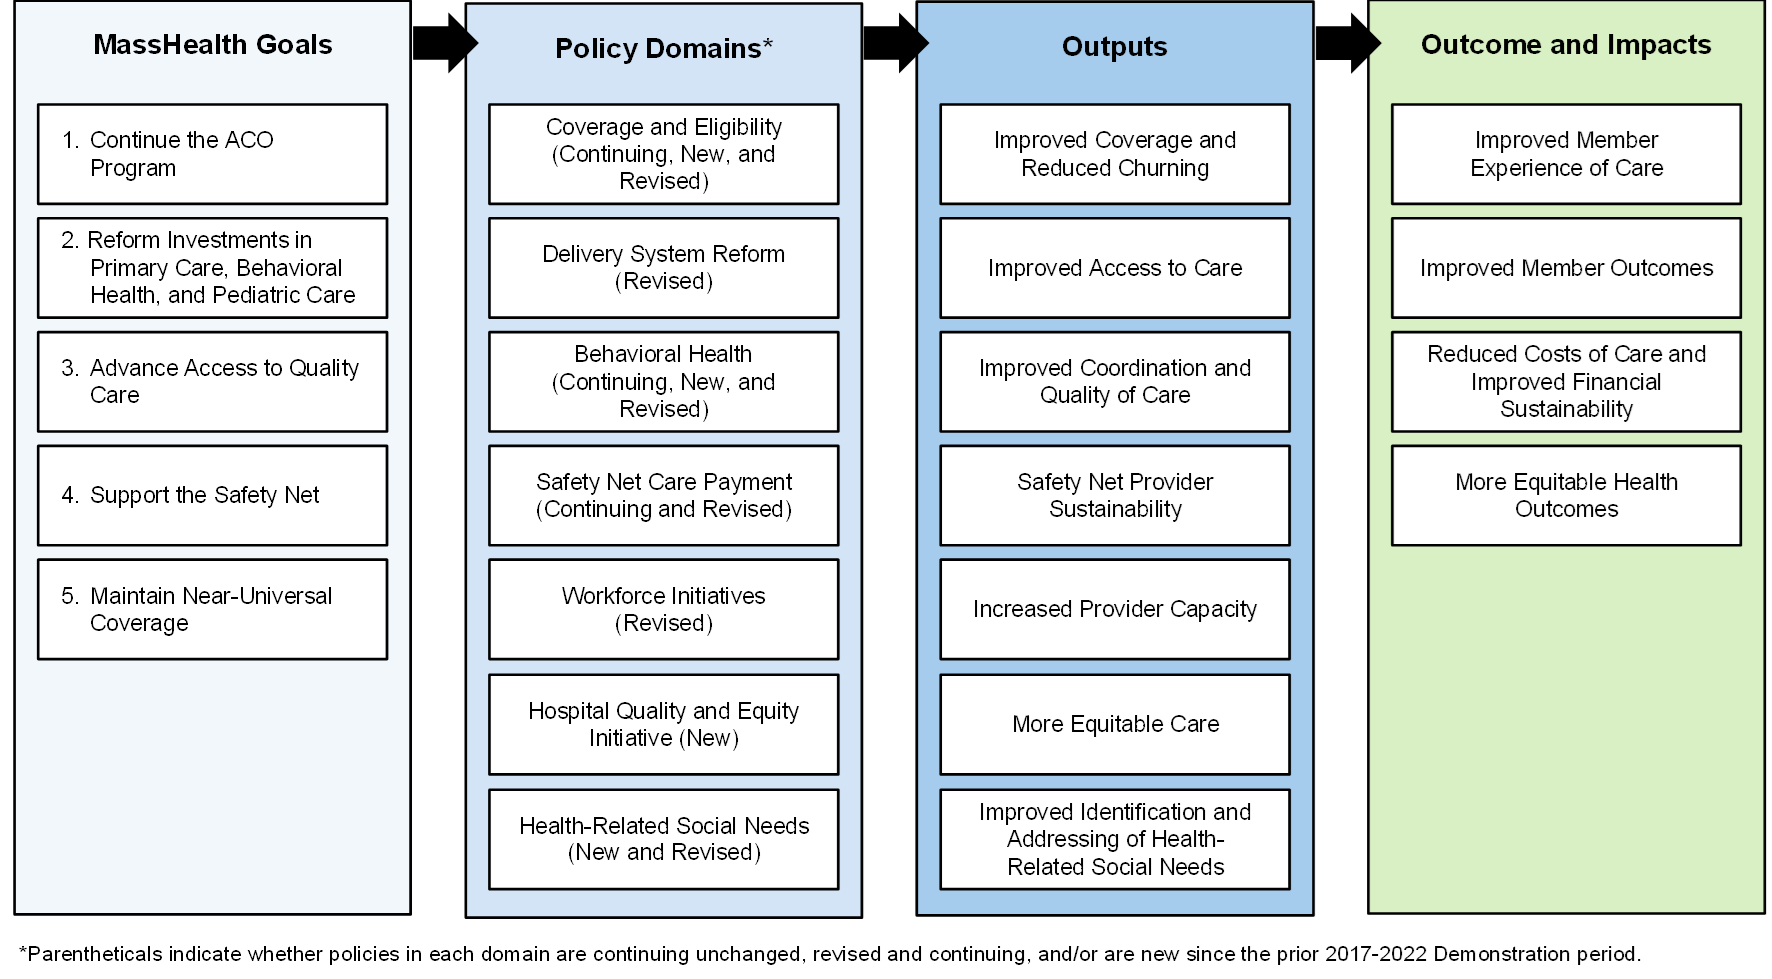 MassHealth Goals
1. Continue the ACO
Program
2. Reform Investments in
Primary Care, Behavioral
Health, and Pediatric Care
3. Advance Access to Quality
Care
4. Support the Safety Net
5. Maintain Near-Universal
Coverage
Policy Domains*
Coverage and Eligibility
(Continuing, New, and
Revised)
Delivery System Reform
(Revised)
Behavioral Health
(Continuing, New, and
Revised)
Safety Net Care Payment
(Continuing and Revised)
Workforce Initiatives
(Revised)
Hospital Quality and Equity
Initiative (New)
Health-Related Social Needs
(New and Revised)
Outputs
Improved Coverage and
Reduced Churning
Improved Access to Care
Improved Coordination and
Quality of Care
Safety Net Provider
Sustainability
Increased Provider Capacity
More Equitable Care
Improved Identification and
Addressing of Health-
Related Social Needs
Outcome and Impacts
Improved Member
Experience of Care
Improved Member Outcomes
Reduced Costs of Care and
Improved Financial
Sustainability
More Equitable Health
Outcomes
*Parentheticals indicate whether policies in each domain are continuing unchanged, revised and continuing, and/or are new since the prior 2017-2022 Demonstration period.